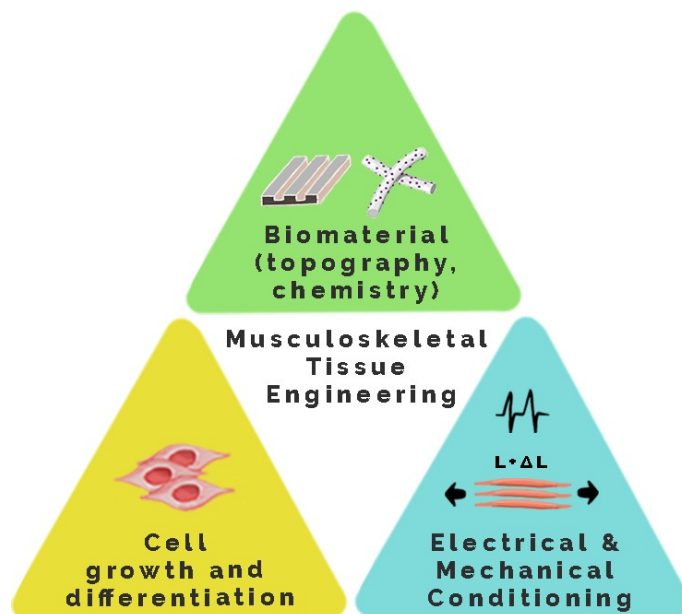 Biomaterial
(topography,
chemistry)
Musculoskeletal
Tissue
Engineering
L+ΔL
Cell
growth and
differentiation
Electrical &
Mechanical
Conditioning